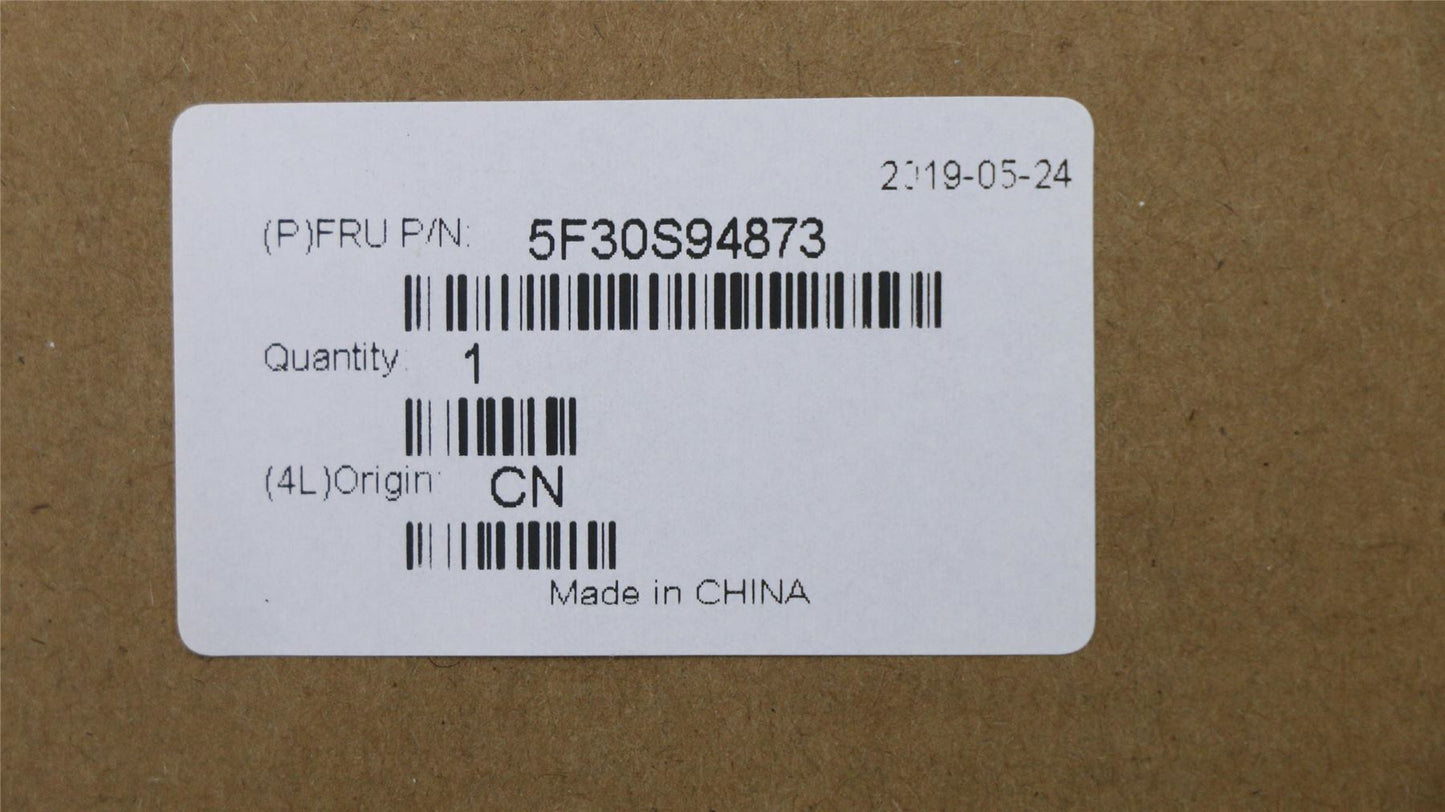 2019-05-24
(P)FRU P/N: 5F30S94873
Quantity: 1
(4L)Origin: CN
Made in CHINA